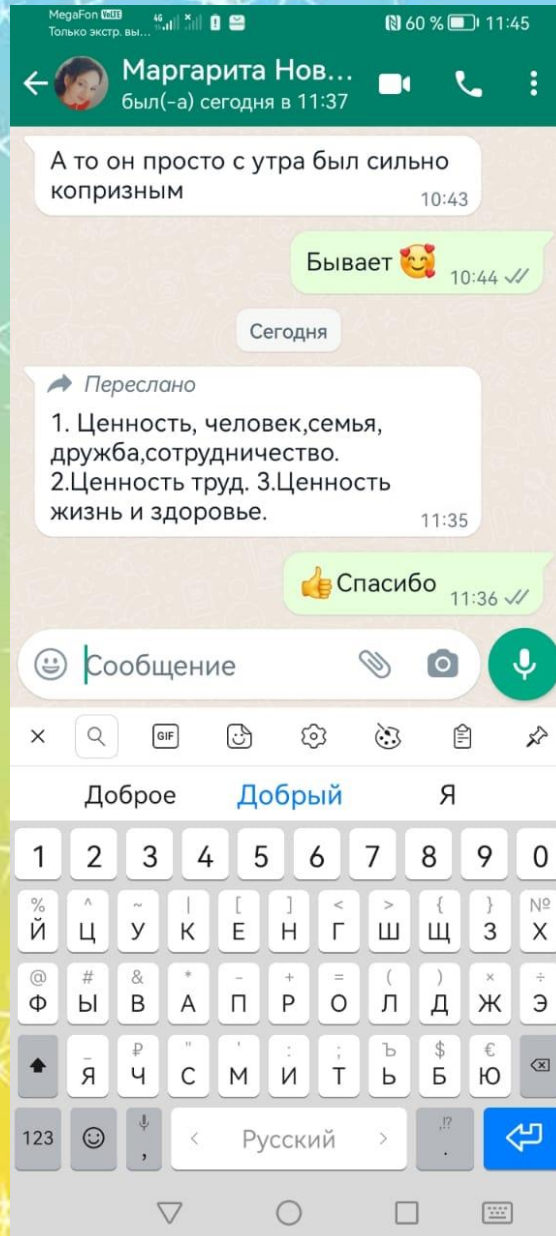 MegaFon VoLTE 4G 60 % 11:45
Только экстр. вы...
Маргарита Нов...
был(-а) сегодня в 11:37
А то он просто с утра был сильно
копризным
10:43
Бывает 🥰 10:44
Сегодня
Переслано
1. Ценность, человек,семья,
дружба,сотрудничество.
2.Ценность труд. 3.Ценность
жизнь и здоровье.
11:35
👍Спасибо 11:36
Сообщение
GIF
Доброе Добрый Я
1 2 3 4 5 6 7 8 9 0
% ^ ~ | [ ] < > { } №
Й Ц У К Е Н Г Ш Щ З Х
@ # & * - + = ( ) × ÷
Ф Ы В А П Р О Л Д Ж Э
_ ₽ " ' : ; Ъ $ €
Я Ч С М И Т Ь Б Ю
123 , < Русский > ,!? .